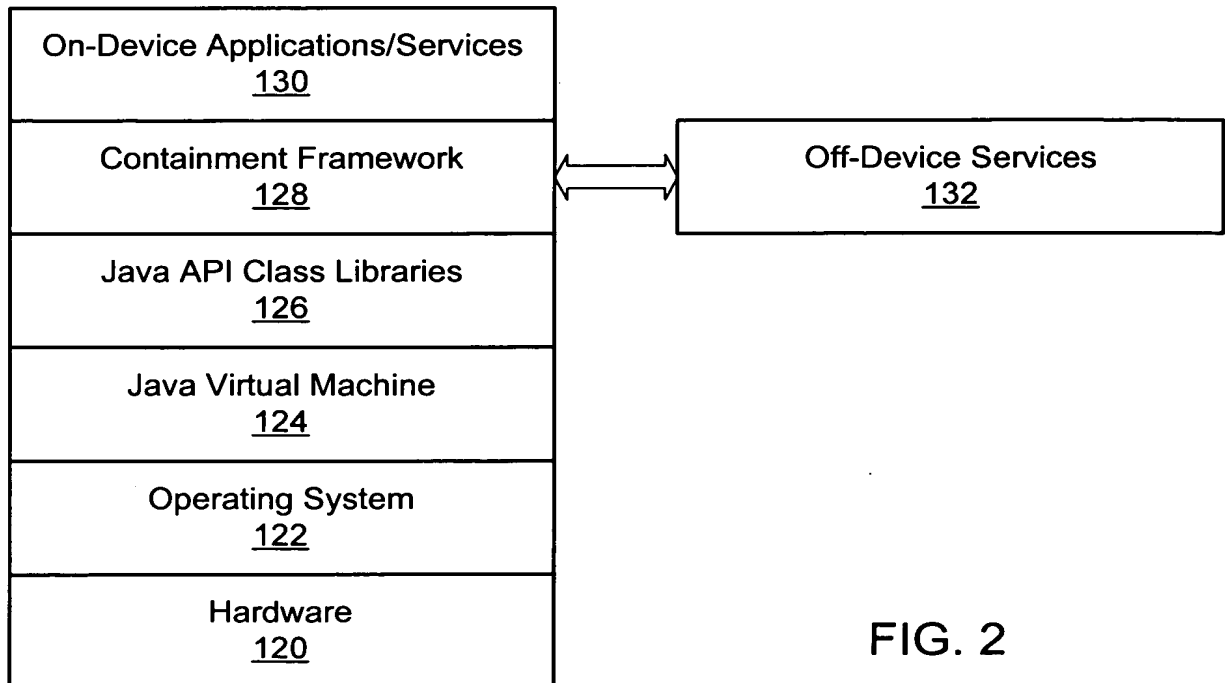 On-Device Applications/Services
130
Containment Framework
128
Off-Device Services
132
Java API Class Libraries
126
Java Virtual Machine
124
Operating System
122
Hardware
120
FIG. 2